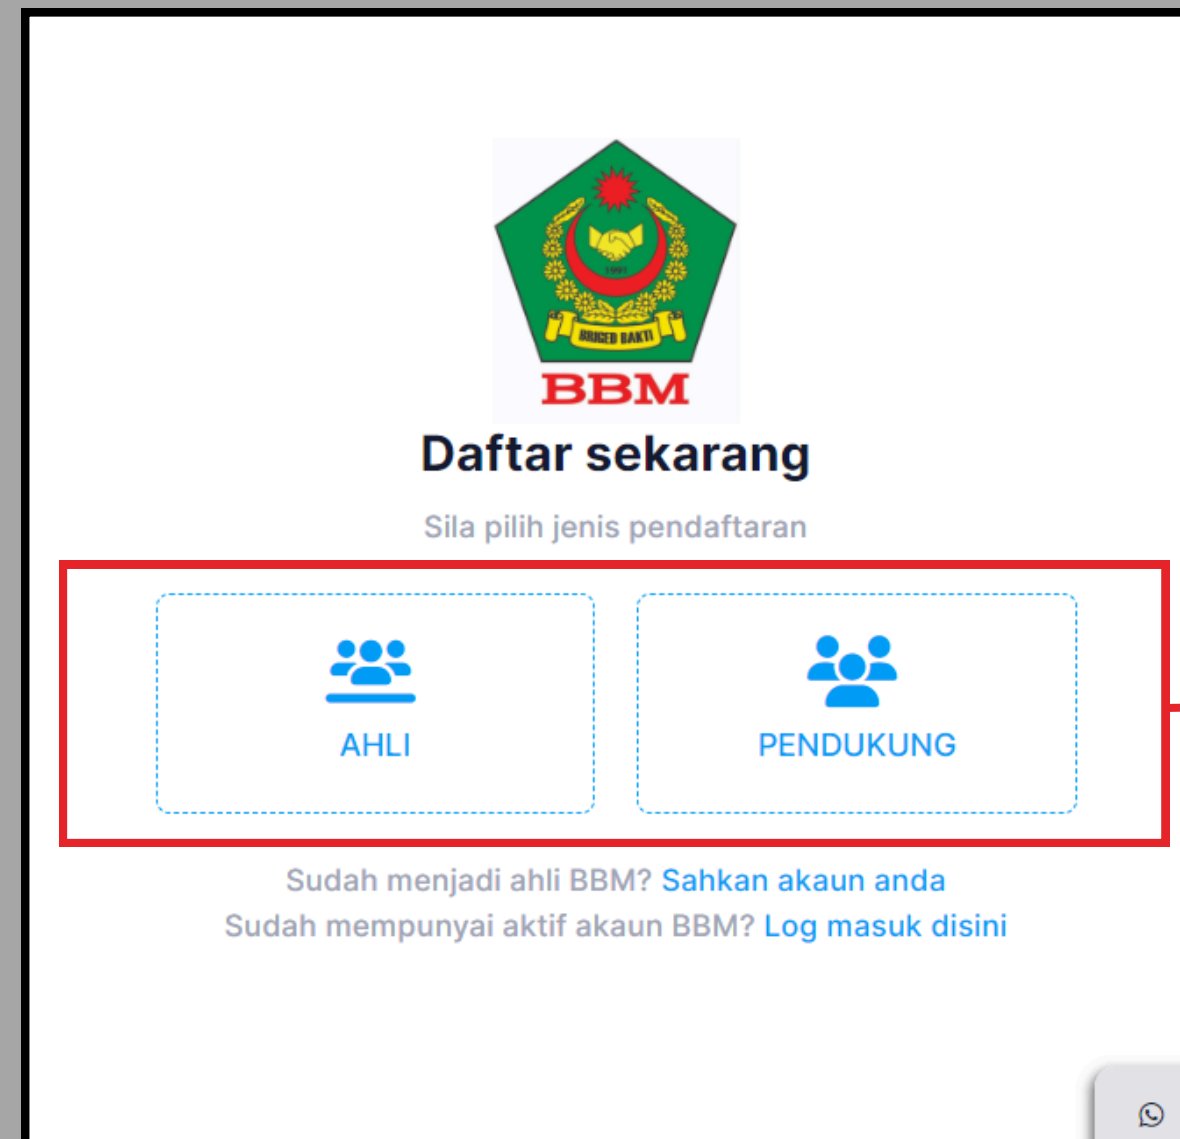 1991
BRIGED BAKTI
BBM
Daftar sekarang
Sila pilih jenis pendaftaran
AHLI
PENDUKUNG
Sudah menjadi ahli BBM? Sahkan akaun anda
Sudah mempunyai aktif akaun BBM? Log masuk disini